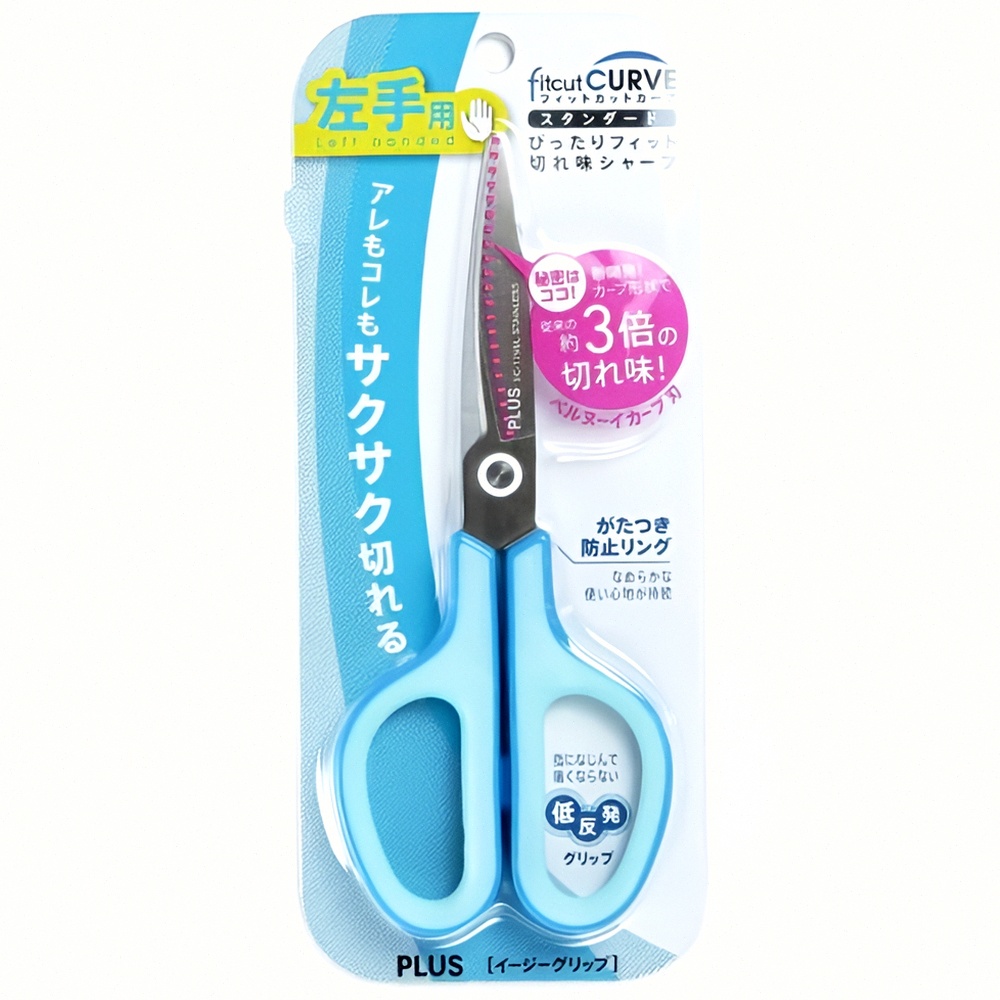 左手用
Left handed
fitcut CURVE
フィットカットカーブ
スタンダード
ぴったりフィット
切れ味シャープ
アレもコレもサクサク切れる
秘密は
ココ!
カーブ形状で
従来の
約3倍の
切れ味!
ベルヌーイカーブ刃
PLUS
がたつき
防止リング
なめらかな
使い心地が持続
指になじんで
痛くならない
低反発
グリップ
PLUS [イージーグリップ]